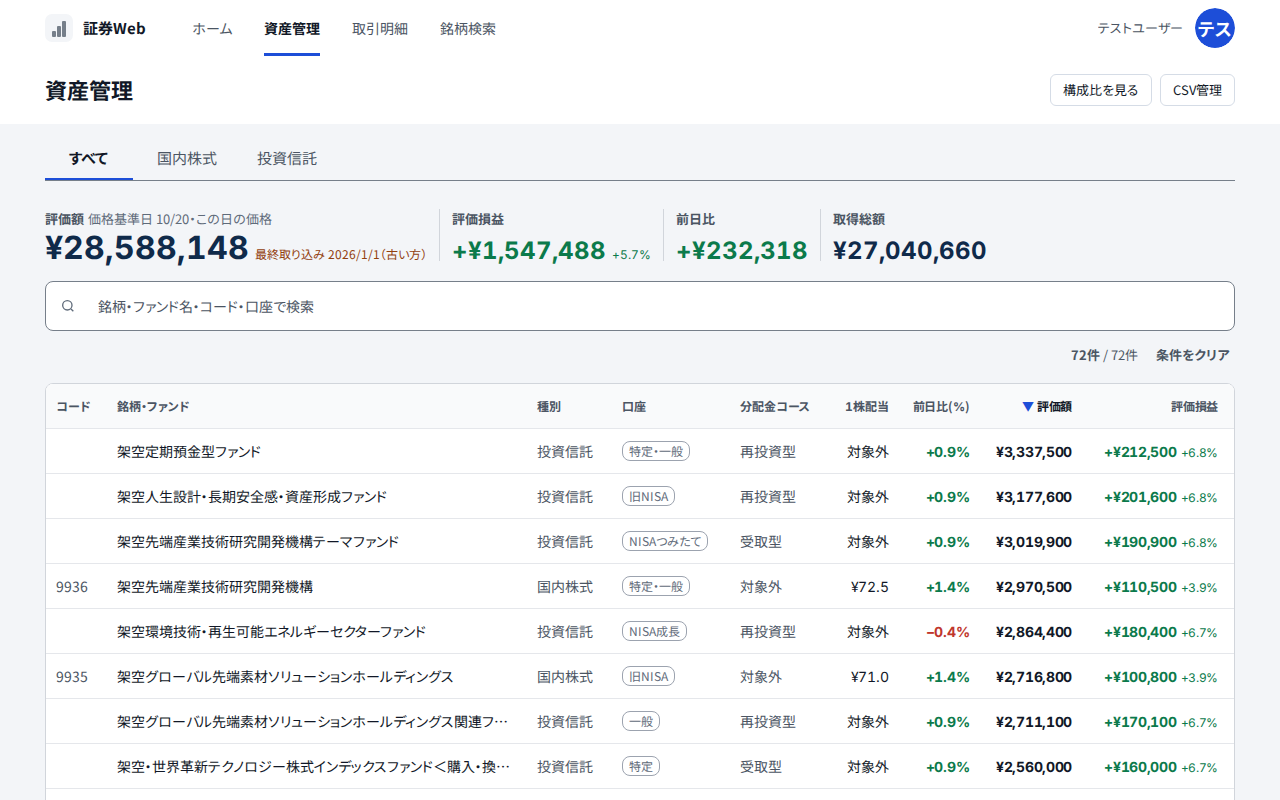 証券Web ホーム 資産管理 取引明細 銘柄検索 テストユーザー テス
資産管理 構成比を見る CSV管理
すべて 国内株式 投資信託
評価額 価格基準日 10/20・この日の価格 評価損益 前日比 取得総額
¥28,588,148 最終取り込み 2026/1/1(古い方) +¥1,547,488 +5.7% +¥232,318 ¥27,040,660
銘柄・ファンド名・コード・口座で検索
72件 / 72件 条件をクリア
コード 銘柄・ファンド 種別 口座 分配金コース 1株配当 前日比(%) ▼ 評価額 評価損益
架空定期預金型ファンド 投資信託 特定・一般 再投資型 対象外 +0.9% ¥3,337,500 +¥212,500 +6.8%
架空人生設計・長期安全感・資産形成ファンド 投資信託 旧NISA 再投資型 対象外 +0.9% ¥3,177,600 +¥201,600 +6.8%
架空先端産業技術研究開発機構テーマファンド 投資信託 NISAつみたて 受取型 対象外 +0.9% ¥3,019,900 +¥190,900 +6.8%
9936 架空先端産業技術研究開発機構 国内株式 特定・一般 対象外 ¥72.5 +1.4% ¥2,970,500 +¥110,500 +3.9%
架空環境技術・再生可能エネルギーセクターファンド 投資信託 NISA成長 再投資型 対象外 −0.4% ¥2,864,400 +¥180,400 +6.7%
9935 架空グローバル先端素材ソリューションホールディングス 国内株式 旧NISA 対象外 ¥71.0 +1.4% ¥2,716,800 +¥100,800 +3.9%
架空グローバル先端素材ソリューションホールディングス関連フ… 投資信託 一般 再投資型 対象外 +0.9% ¥2,711,100 +¥170,100 +6.7%
架空・世界革新テクノロジー株式インデックスファンド＜購入・換… 投資信託 特定 受取型 対象外 +0.9% ¥2,560,000 +¥160,000 +6.7%